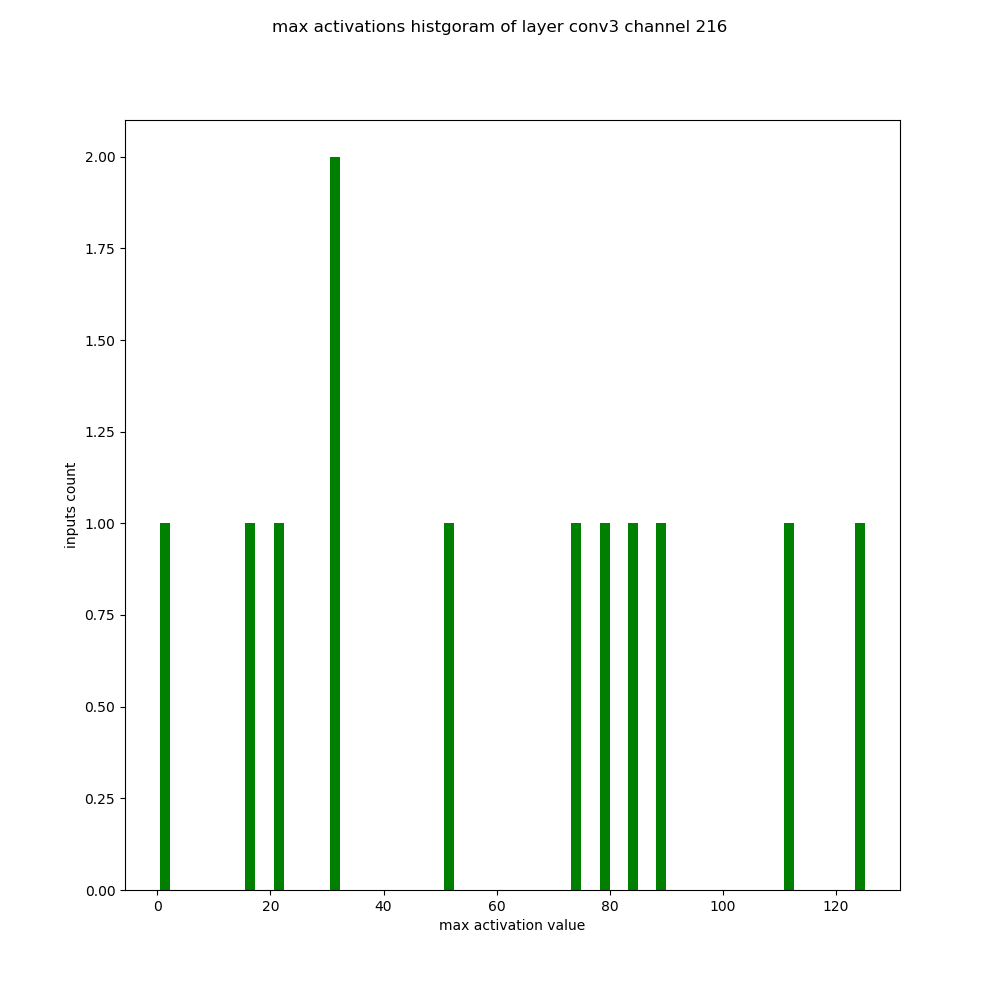 max activations histgoram of layer conv3 channel 216
2.00
1.75
1.50
1.25
1.00
0.75
0.50
0.25
0.00
inputs count
0 20 40 60 80 100 120
max activation value